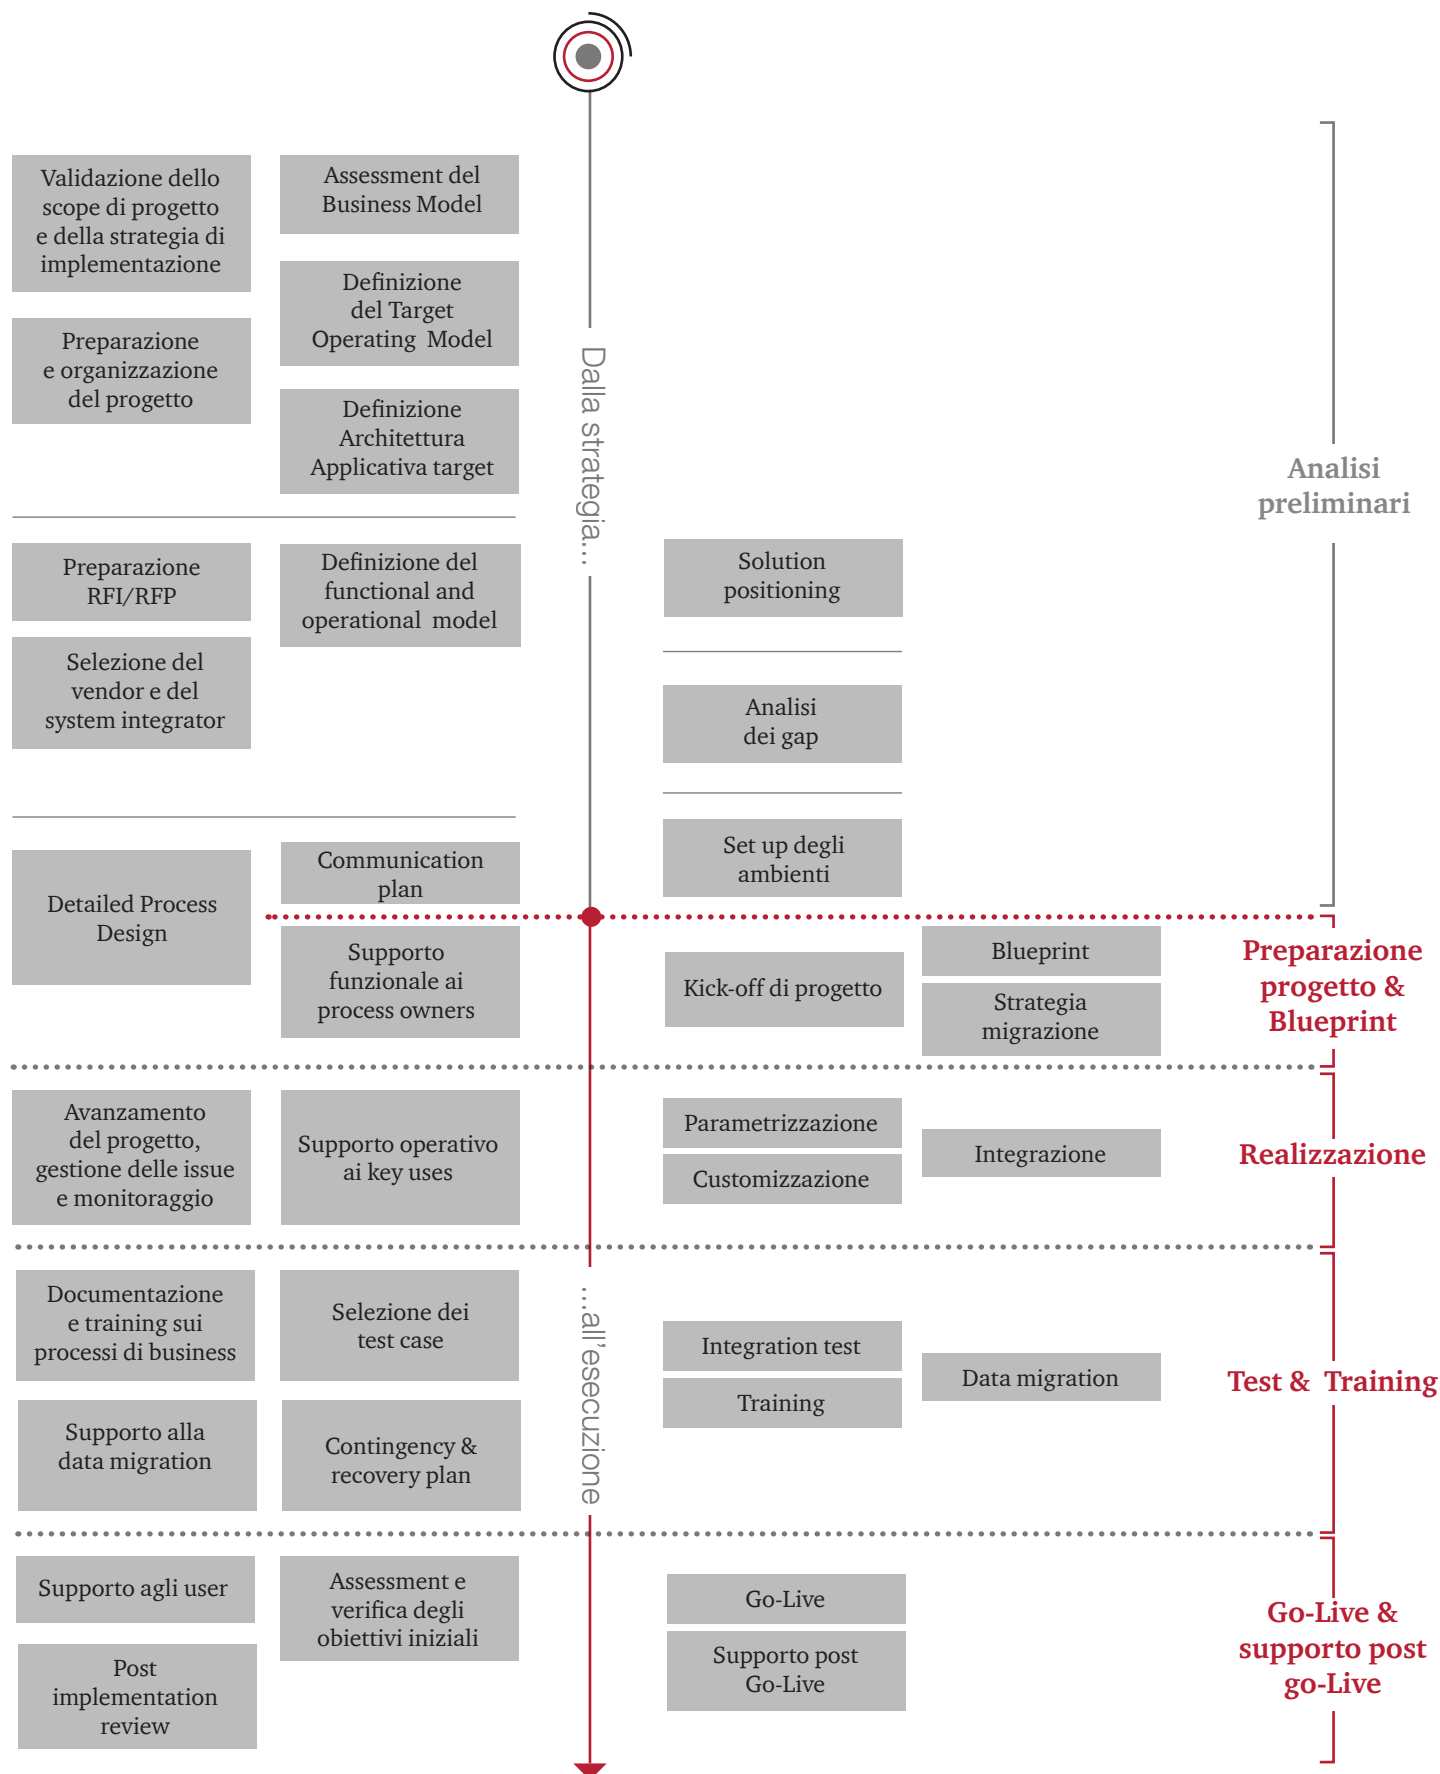 Validazione dello
scope di progetto
e della strategia di
implementazione
Assessment del
Business Model
Definizione
del Target
Operating Model
Preparazione
e organizzazione
del progetto
Definizione
Architettura
Applicativa target
Dalla strategia...
Analisi
preliminari
Preparazione
RFI/RFP
Definizione del
functional and
operational model
Solution
positioning
Selezione del
vendor e del
system integrator
Analisi
dei gap
Set up degli
ambienti
Detailed Process
Design
Communication
plan
Supporto
funzionale ai
process owners
Kick-off di progetto
Blueprint
Strategia
migrazione
Preparazione
progetto &
Blueprint
Avanzamento
del progetto,
gestione delle issue
e monitoraggio
Supporto operativo
ai key uses
Parametrizzazione
Customizzazione
Integrazione
Realizzazione
...all'esecuzione
Documentazione
e training sui
processi di business
Selezione dei
test case
Integration test
Training
Data migration
Test & Training
Supporto alla
data migration
Contingency &
recovery plan
Supporto agli user
Assessment e
verifica degli
obiettivi iniziali
Go-Live
Supporto post
Go-Live
Go-Live &
supporto post
go-Live
Post
implementation
review